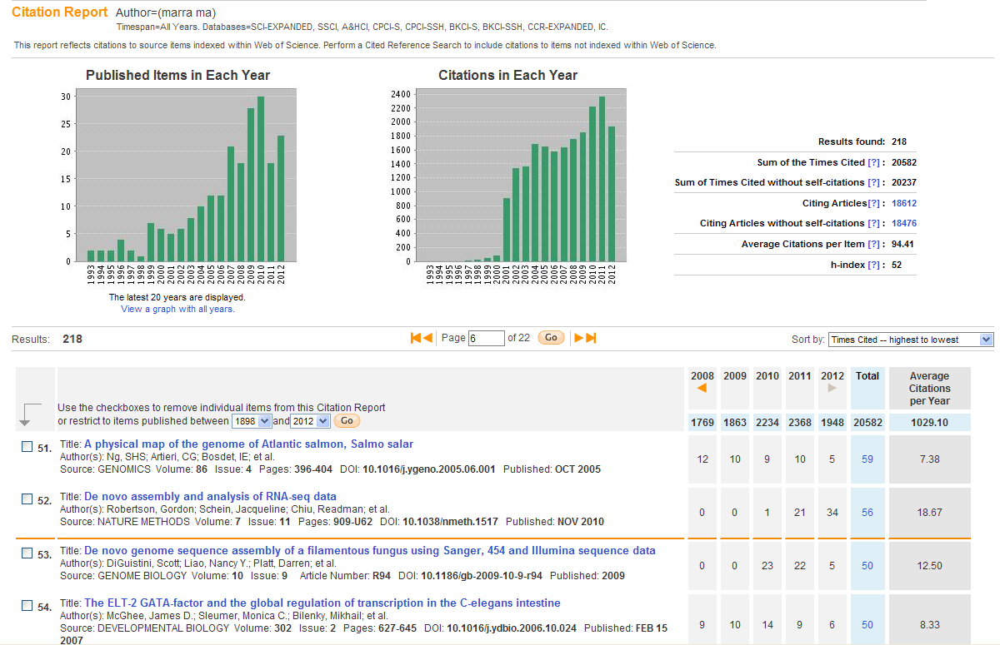 Citation Report Author=(marra ma)
Timespan=All Years. Databases=SCI-EXPANDED, SSCI, A&HCI, CPCI-S, CPCI-SSH, BKCI-S, BKCI-SSH, CCR-EXPANDED, IC.
This report reflects citations to source items indexed within Web of Science. Perform a Cited Reference Search to include citations to items not indexed within Web of Science.
Published Items in Each Year
30
25
20
15
10
5
0
1993 1994 1995 1996 1997 1998 1999 2000 2001 2002 2003 2004 2005 2006 2007 2008 2009 2010 2011 2012
The latest 20 years are displayed.
View a graph with all years.
Citations in Each Year
2400
2200
2000
1800
1600
1400
1200
1000
800
600
400
200
0
1993 1994 1995 1996 1997 1998 1999 2000 2001 2002 2003 2004 2005 2006 2007 2008 2009 2010 2011 2012
Results found: 218
Sum of the Times Cited [?] : 20582
Sum of Times Cited without self-citations [?] : 20237
Citing Articles[?] : 18612
Citing Articles without self-citations [?] : 18476
Average Citations per Item [?] : 94.41
h-index [?] : 52
Results: 218 Page 6 of 22 Go Sort by: Times Cited -- highest to lowest
2008 2009 2010 2011 2012 Total Average Citations per Year
Use the checkboxes to remove individual items from this Citation Report
or restrict to items published between 1898 and 2012 Go
1769 1863 2234 2368 1948 20582 1029.10
51. Title: A physical map of the genome of Atlantic salmon, Salmo salar
Author(s): Ng, SHS; Artieri, CG; Bosdet, IE; et al.
Source: GENOMICS Volume: 86 Issue: 4 Pages: 396-404 DOI: 10.1016/j.ygeno.2005.06.001 Published: OCT 2005
12 10 9 10 5 59 7.38
52. Title: De novo assembly and analysis of RNA-seq data
Author(s): Robertson, Gordon; Schein, Jacqueline; Chiu, Readman; et al.
Source: NATURE METHODS Volume: 7 Issue: 11 Pages: 909-U62 DOI: 10.1038/nmeth.1517 Published: NOV 2010
0 0 1 21 34 56 18.67
53. Title: De novo genome sequence assembly of a filamentous fungus using Sanger, 454 and Illumina sequence data
Author(s): DiGuistini, Scott; Liao, Nancy Y.; Platt, Darren; et al.
Source: GENOME BIOLOGY Volume: 10 Issue: 9 Article Number: R94 DOI: 10.1186/gb-2009-10-9-r94 Published: 2009
0 0 23 22 5 50 12.50
54. Title: The ELT-2 GATA-factor and the global regulation of transcription in the C-elegans intestine
Author(s): McGhee, James D.; Sleumer, Monica C.; Bilenky, Mikhail; et al.
Source: DEVELOPMENTAL BIOLOGY Volume: 302 Issue: 2 Pages: 627-645 DOI: 10.1016/j.ydbio.2006.10.024 Published: FEB 15
2007
9 10 14 9 6 50 8.33